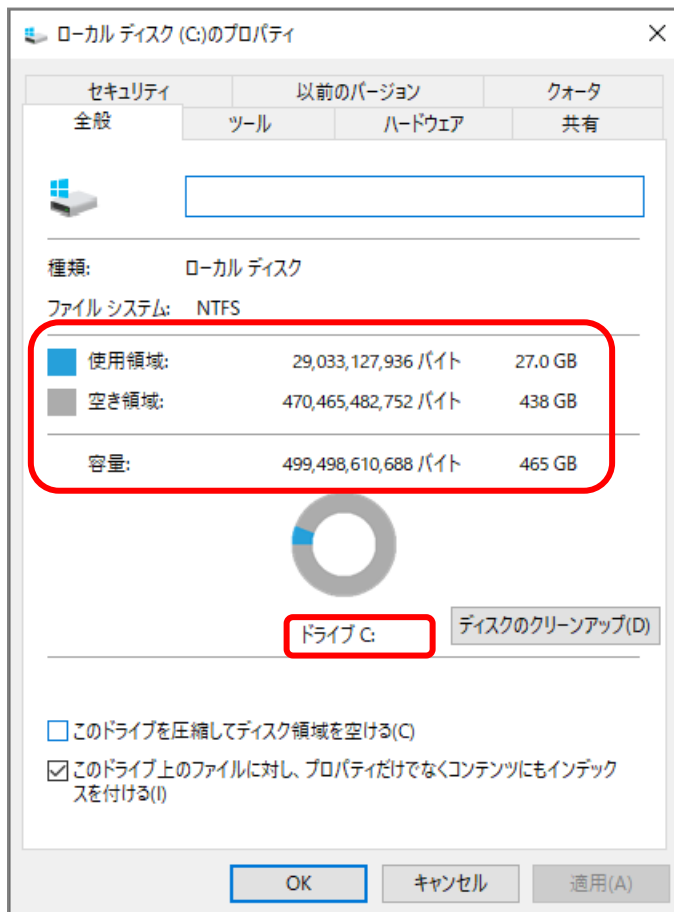 ローカル ディスク (C:)のプロパティ
セキュリティ 以前のバージョン クォータ
全般 ツール ハードウェア 共有
種類: ローカル ディスク
ファイル システム: NTFS
使用領域: 29,033,127,936 バイト 27.0 GB
空き領域: 470,465,482,752 バイト 438 GB
容量: 499,498,610,688 バイト 465 GB
ドライブ C: ディスクのクリーンアップ(D)
このドライブを圧縮してディスク領域を空ける(C)
このドライブ上のファイルに対し、プロパティだけでなくコンテンツにもインデック
スを付ける(I)
OK キャンセル 適用(A)